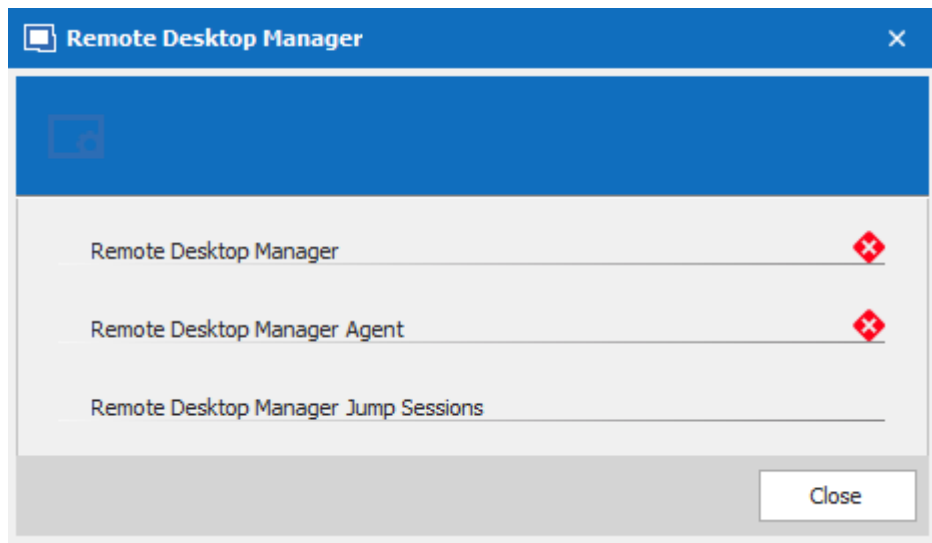 Remote Desktop Manager
Remote Desktop Manager
Remote Desktop Manager Agent
Remote Desktop Manager Jump Sessions
Close